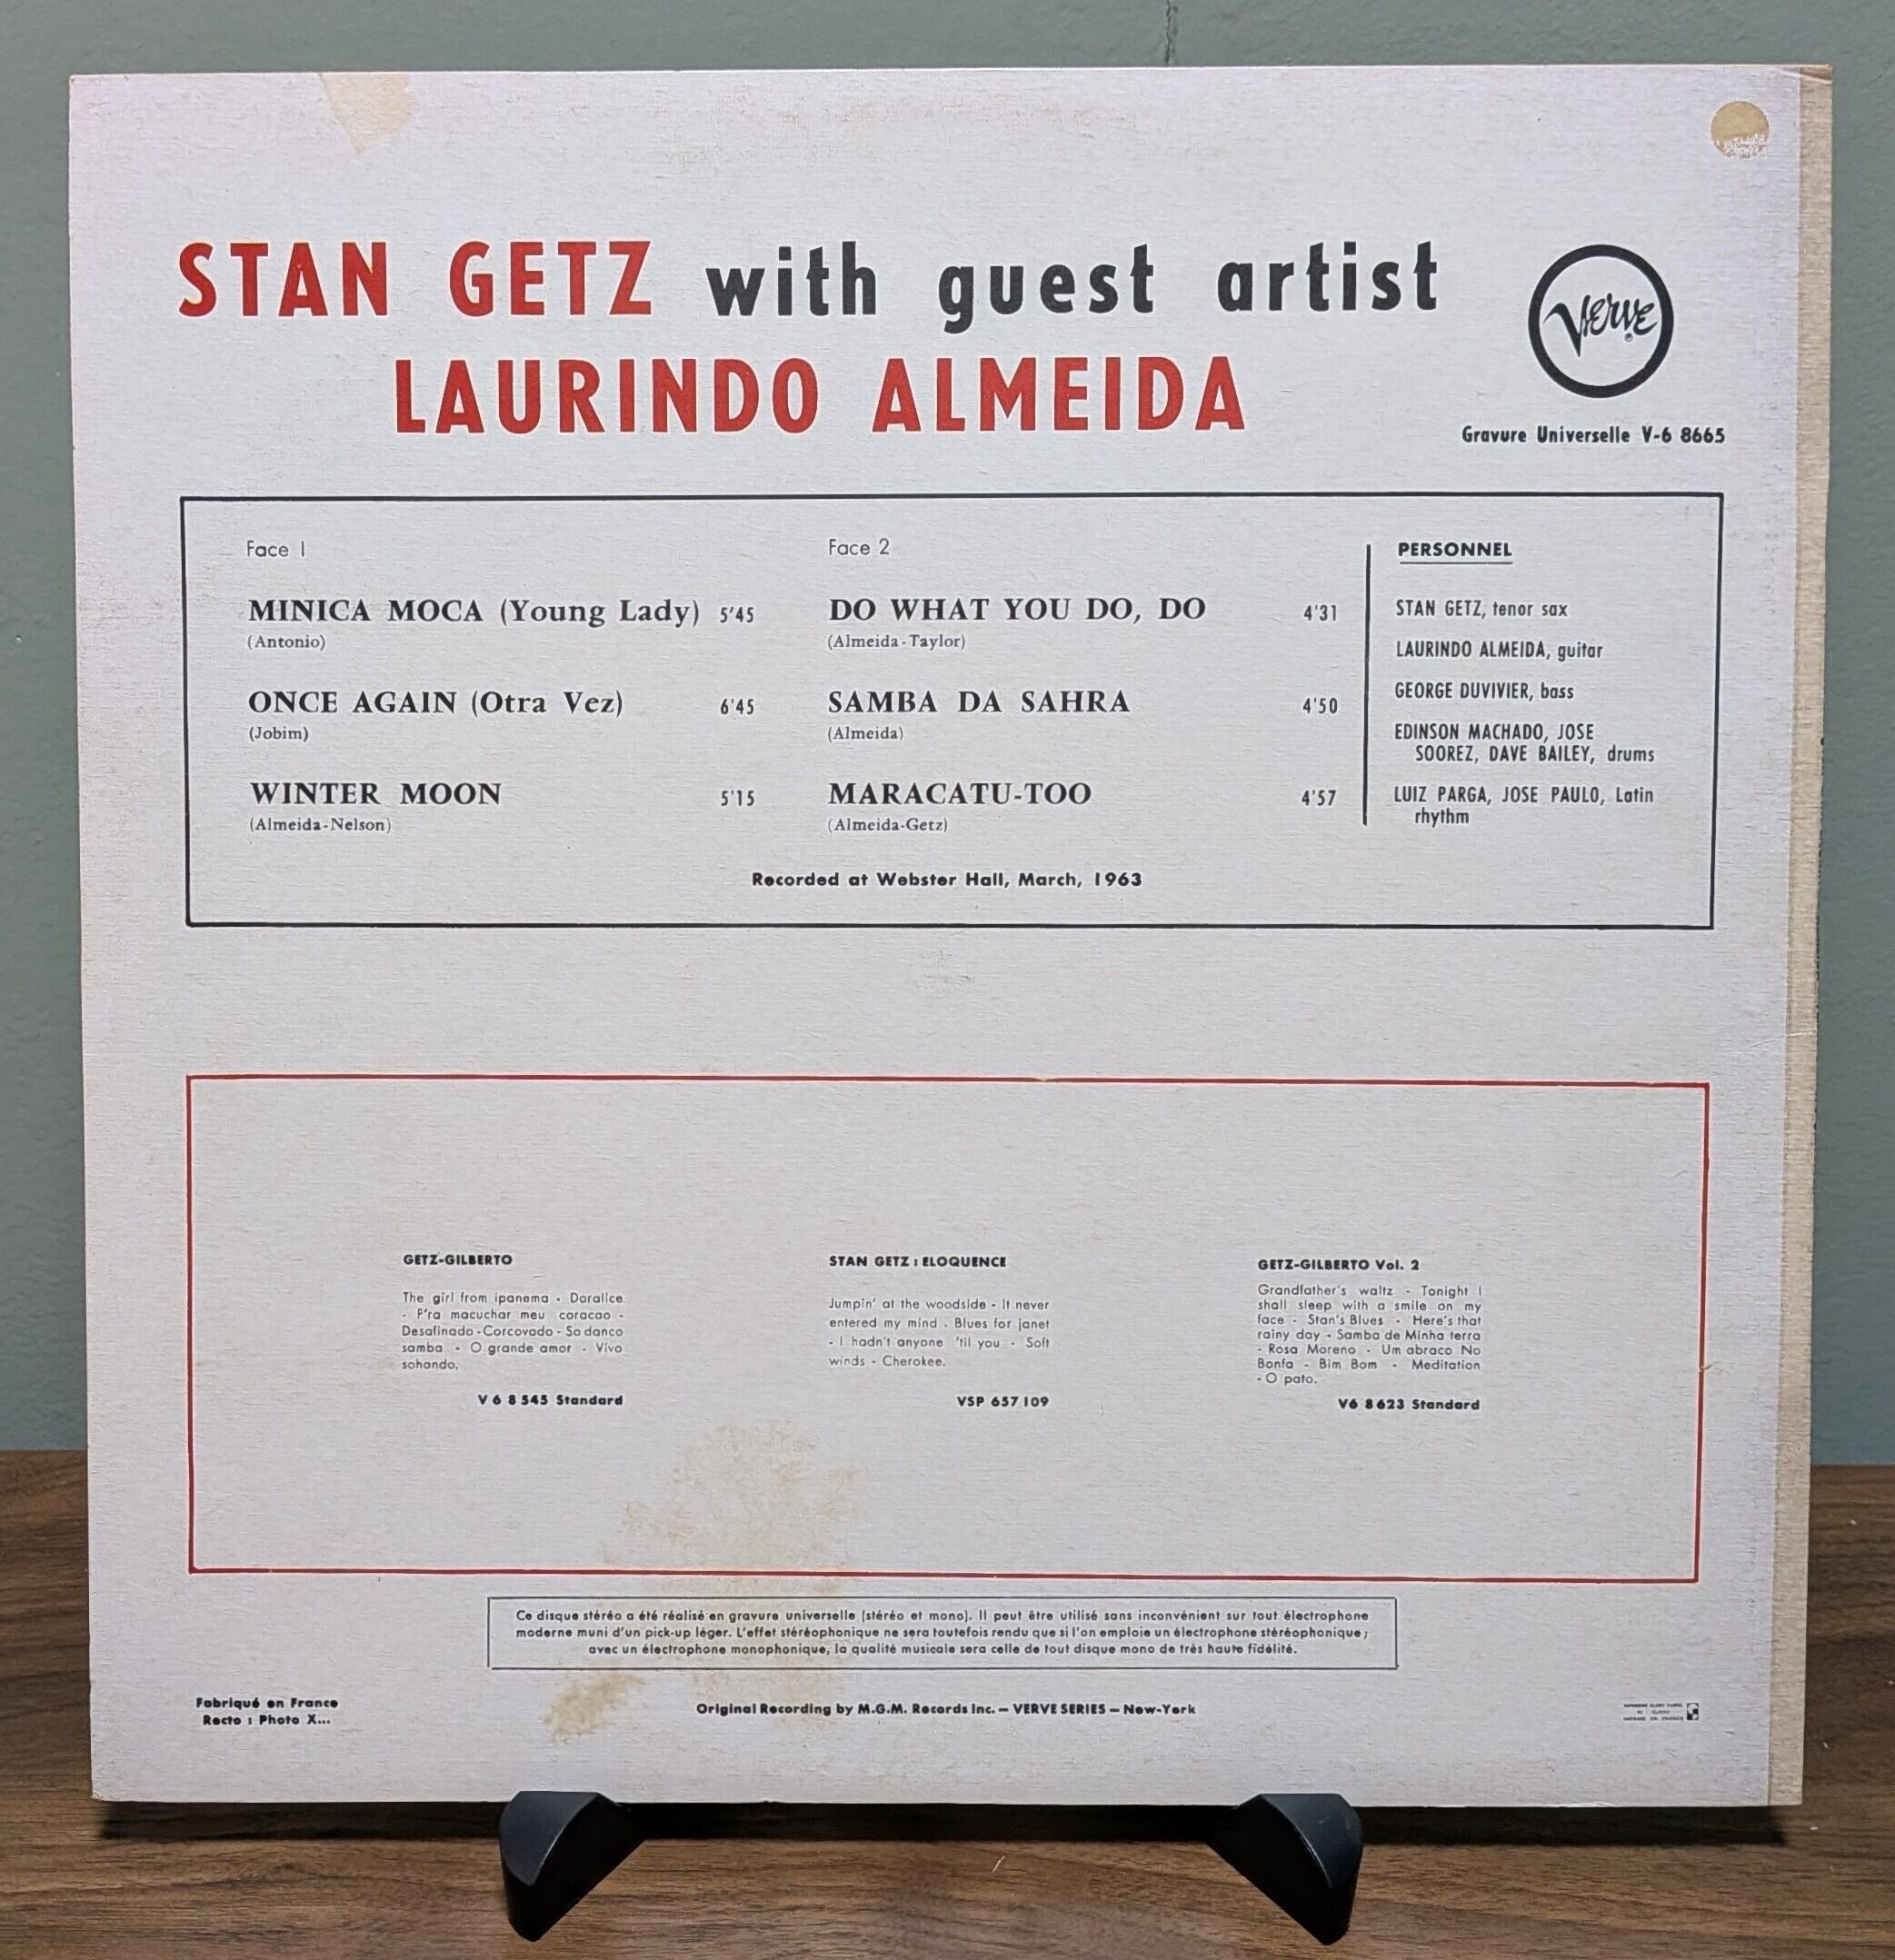 STAN GETZ with guest artist
LAURINDO ALMEIDA
Verve
Gravure Universelle V-6 8665
Face 1
MINICA MOCA (Young Lady) 5'45
(Antonio)
ONCE AGAIN (Otra Vez) 6'45
(Jobim)
WINTER MOON 5'15
(Almeida-Nelson)
Face 2
DO WHAT YOU DO, DO 4'31
(Almeida-Taylor)
SAMBA DA SAHRA 4'50
(Almeida)
MARACATU-TOO 4'57
(Almeida-Getz)
PERSONNEL
STAN GETZ, tenor sax
LAURINDO ALMEIDA, guitar
GEORGE DUVIVIER, bass
EDINSON MACHADO, JOSE
SOOREZ, DAVE BAILEY, drums
LUIZ PARGA, JOSE PAULO, Latin
rhythm
Recorded at Webster Hall, March, 1963
GETZ-GILBERTO
The girl from ipanema - Doralice
- P'ra macuchar meu coracao -
Desafinado - Corcovado - So danco
samba - O grande amor - Vivo
sohando.
V 6 8 545 Standard
STAN GETZ : ELOQUENCE
Jumpin' at the woodside - It never
entered my mind - Blues for janet
- I hadn't anyone 'til you - Soft
winds - Cherokee.
VSP 657 109
GETZ-GILBERTO Vol. 2
Grandfather's waltz - Tonight I
shall sleep with a smile on my
face - Stan's Blues - Here's that
rainy day - Samba de Minha terra
- Rosa Moreno - Um abraco No
Bonfa - Bim Bom - Meditation
- O pato.
V6 8623 Standard
Ce disque stéréo a été réalisé en gravure universelle (stéréo et mono). Il peut être utilisé sans inconvénient sur tout électrophone
moderne muni d'un pick-up léger. L'effet stéréophonique ne sera toutefois rendu que si l'on emploie un électrophone stéréophonique;
avec un électrophone monophonique, la qualité musicale sera celle de tout disque mono de très haute fidélité.
Fabriqué en France
Recto : Photo X...
Original Recording by M.G.M. Records Inc. — VERVE SERIES — New-York